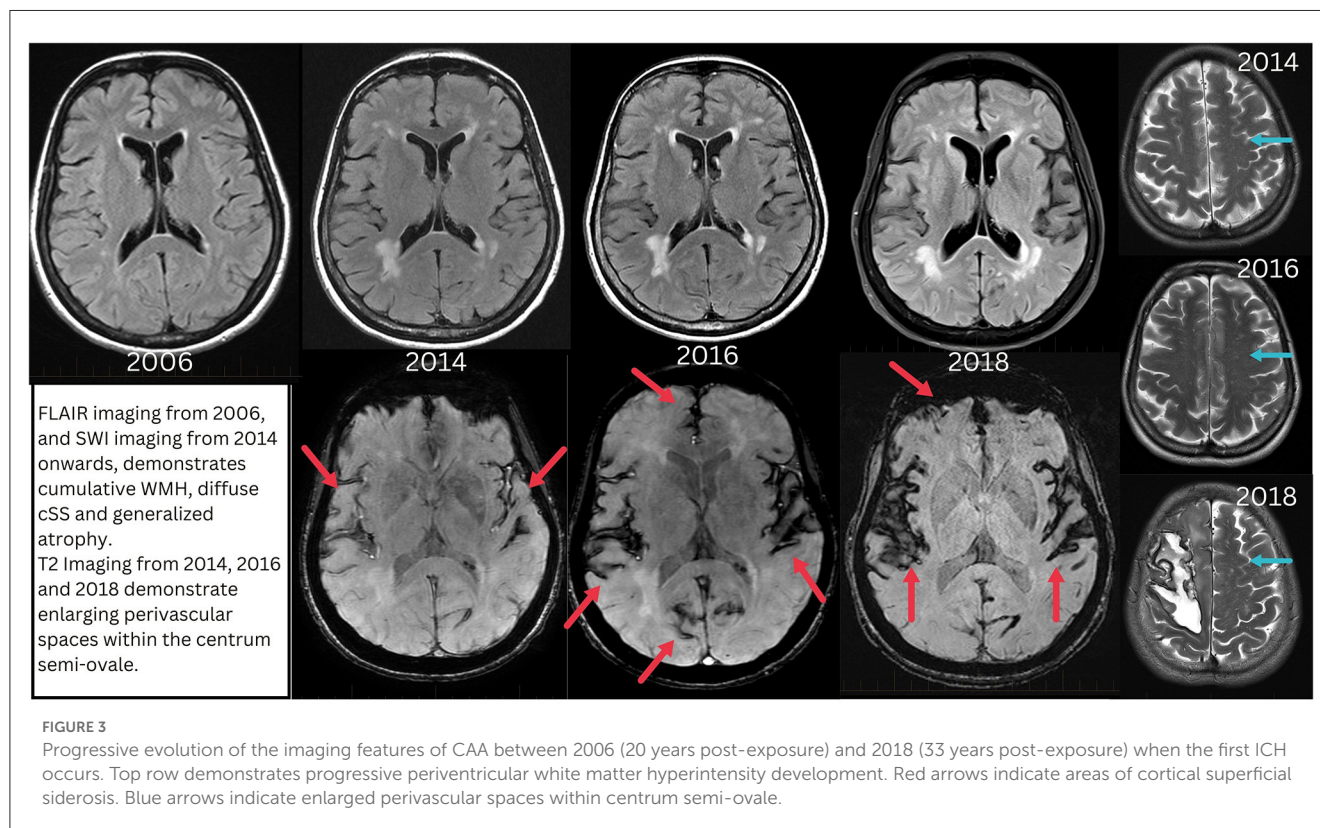 2014
2016
2018
2006
2014
2016
2018
FLAIR imaging from 2006,
and SWI imaging from 2014
onwards, demonstrates
cumulative WMH, diffuse
cSS and generalized
atrophy.
T2 Imaging from 2014, 2016
and 2018 demonstrate
enlarging perivascular
spaces within the centrum
semi-ovale.
FIGURE 3
Progressive evolution of the imaging features of CAA between 2006 (20 years post-exposure) and 2018 (33 years post-exposure) when the first ICH
occurs. Top row demonstrates progressive periventricular white matter hyperintensity development. Red arrows indicate areas of cortical superficial
siderosis. Blue arrows indicate enlarged perivascular spaces within centrum semi-ovale.